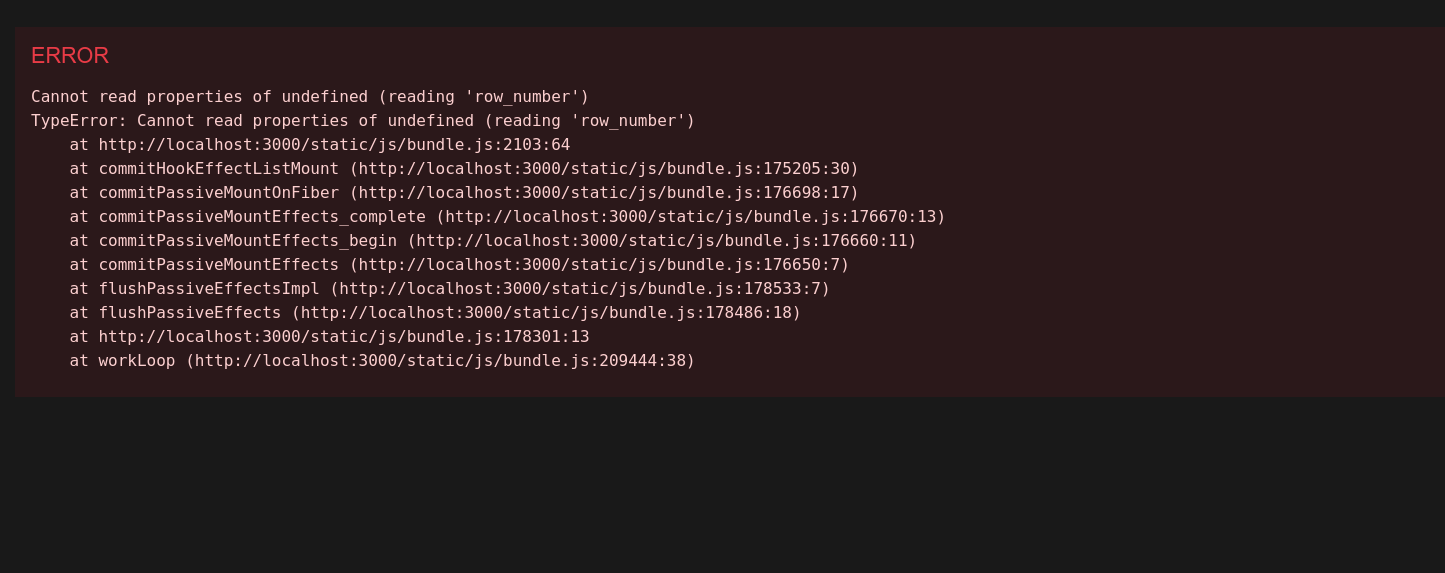 ERROR
Cannot read properties of undefined (reading 'row_number')
TypeError: Cannot read properties of undefined (reading 'row_number')
    at http://localhost:3000/static/js/bundle.js:2103:64
    at commitHookEffectListMount (http://localhost:3000/static/js/bundle.js:175205:30)
    at commitPassiveMountOnFiber (http://localhost:3000/static/js/bundle.js:176698:17)
    at commitPassiveMountEffects_complete (http://localhost:3000/static/js/bundle.js:176670:13)
    at commitPassiveMountEffects_begin (http://localhost:3000/static/js/bundle.js:176660:11)
    at commitPassiveMountEffects (http://localhost:3000/static/js/bundle.js:176650:7)
    at flushPassiveEffectsImpl (http://localhost:3000/static/js/bundle.js:178533:7)
    at flushPassiveEffects (http://localhost:3000/static/js/bundle.js:178486:18)
    at http://localhost:3000/static/js/bundle.js:178301:13
    at workLoop (http://localhost:3000/static/js/bundle.js:209444:38)